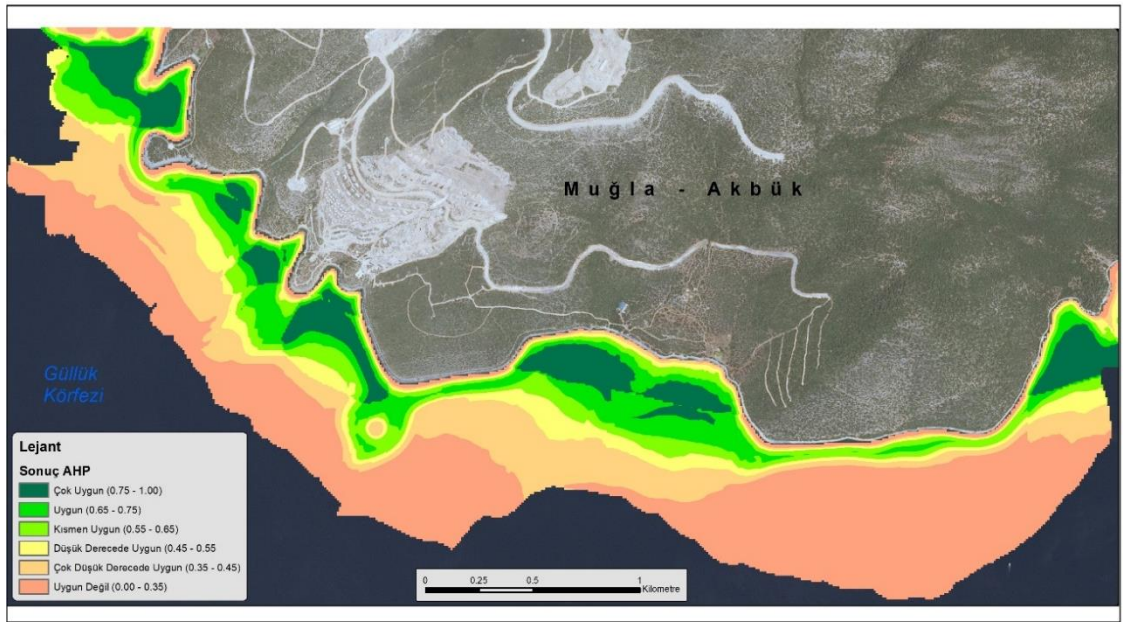 Muğla - Akbük
Güllük
Körfezi
Lejant
Sonuç AHP
Çok Uygun (0.75 - 1.00)
Uygun (0.65 - 0.75)
Kısmen Uygun (0.55 - 0.65)
Düşük Derecede Uygun (0.45 - 0.55
Çok Düşük Derecede Uygun (0.35 - 0.45)
Uygun Değil (0.00 - 0.35)
0 0.25 0.5 1
Kilometre